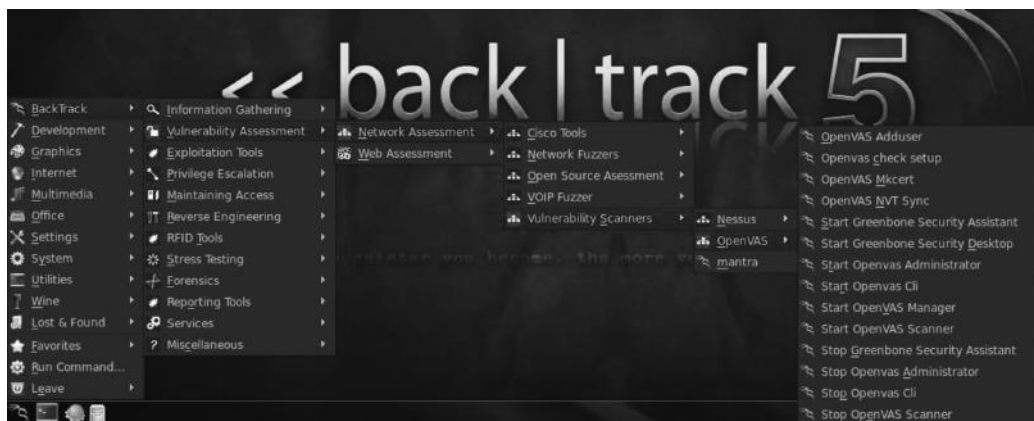 << back | track 5
BackTrack
Development
Graphics
Internet
Multimedia
Office
Settings
System
Utilities
Wine
Lost & Found
Favorites
Run Command...
Leave
Information Gathering
Vulnerability Assessment
Exploitation Tools
Privilege Escalation
Maintaining Access
Reverse Engineering
RFID Tools
Stress Testing
Forensics
Reporting Tools
Services
Miscellaneous
Network Assessment
Web Assessment
Cisco Tools
Network Fuzzers
Open Source Asessment
VOIP Fuzzer
Vulnerability Scanners
Nessus
OpenVAS
mantra
OpenVAS Adduser
Openvas check setup
OpenVAS Mkcert
OpenVAS NVT Sync
Start Greenbone Security Assistant
Start Greenbone Security Desktop
Start Openvas Administrator
Start Openvas Cli
Start OpenVAS Manager
Start OpenVAS Scanner
Stop Greenbone Security Assistant
Stop Openvas Administrator
Stop Openvas Cli
Stop OpenVAS Scanner
you become, the more